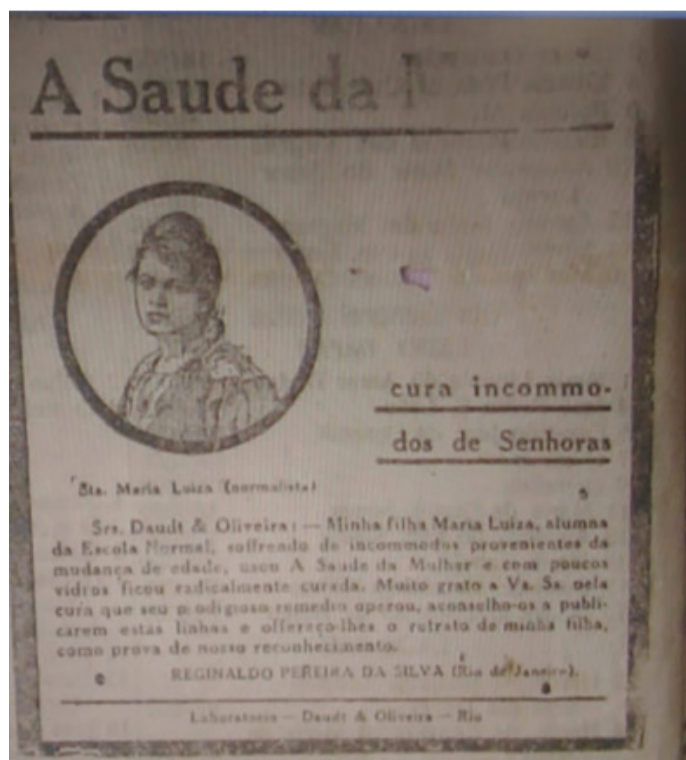 A Saude da
cura incommo-
dos de Senhoras
Sta. Maria Luiza (normalista)
Srs. Daudt & Oliveira: — Minha filha Maria Luiza, alumna
da Escola Normal, soffrendo de incommodos provenientes da
mudança de edade, usou A Saude da Mulher e com poucos
vidros ficou radicalmente curada. Muito grato a Vs. Ss. pela
cura que seu prodigioso remedio operou, aconselho-os a publi-
carem estas linhas e offereço-lhes o retrato de minha filha,
como prova de nosso reconhecimento.
REGINALDO PEREIRA DA SILVA (Rio de Janeiro).
Laboratorio — Daudt & Oliveira — Rio